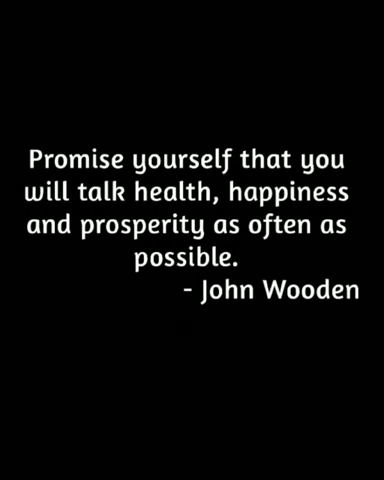 Promise yourself that you
will talk health, happiness
and prosperity as often as
possible.
- John Wooden